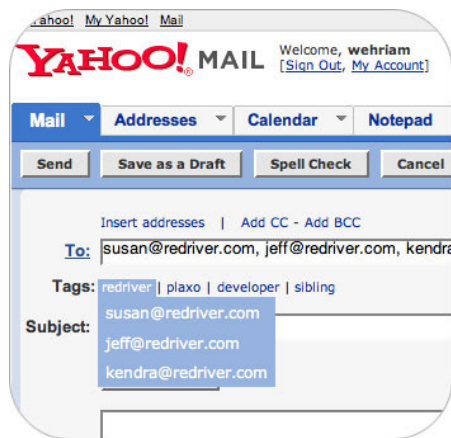 Yahoo! My Yahoo! Mail
YAHOO! MAIL
Welcome, wehriam
[Sign Out, My Account]
Mail Addresses Calendar Notepad
Send Save as a Draft Spell Check Cancel
Insert addresses | Add CC - Add BCC
To: susan@redriver.com, jeff@redriver.com, kendra
Tags: redriver | plaxo | developer | sibling
susan@redriver.com
Subject:
jeff@redriver.com
kendra@redriver.com